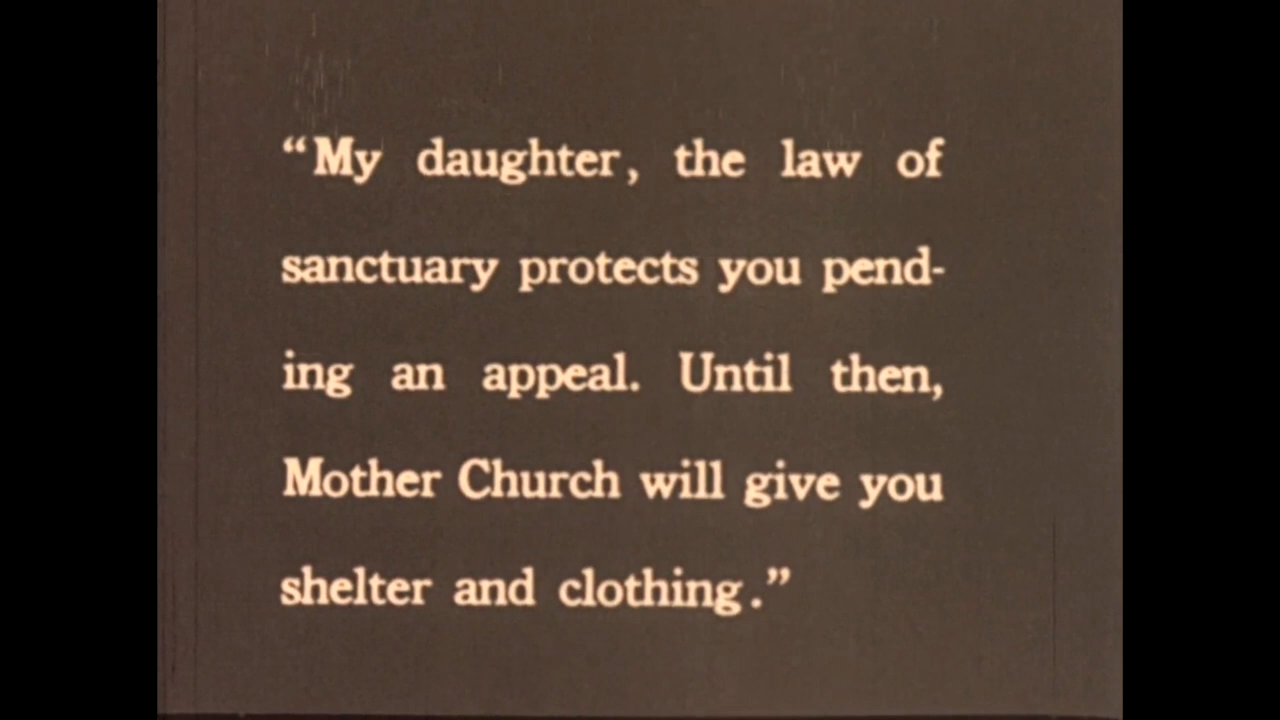 “My daughter, the law of
sanctuary protects you pend-
ing an appeal. Until then,
Mother Church will give you
shelter and clothing.”